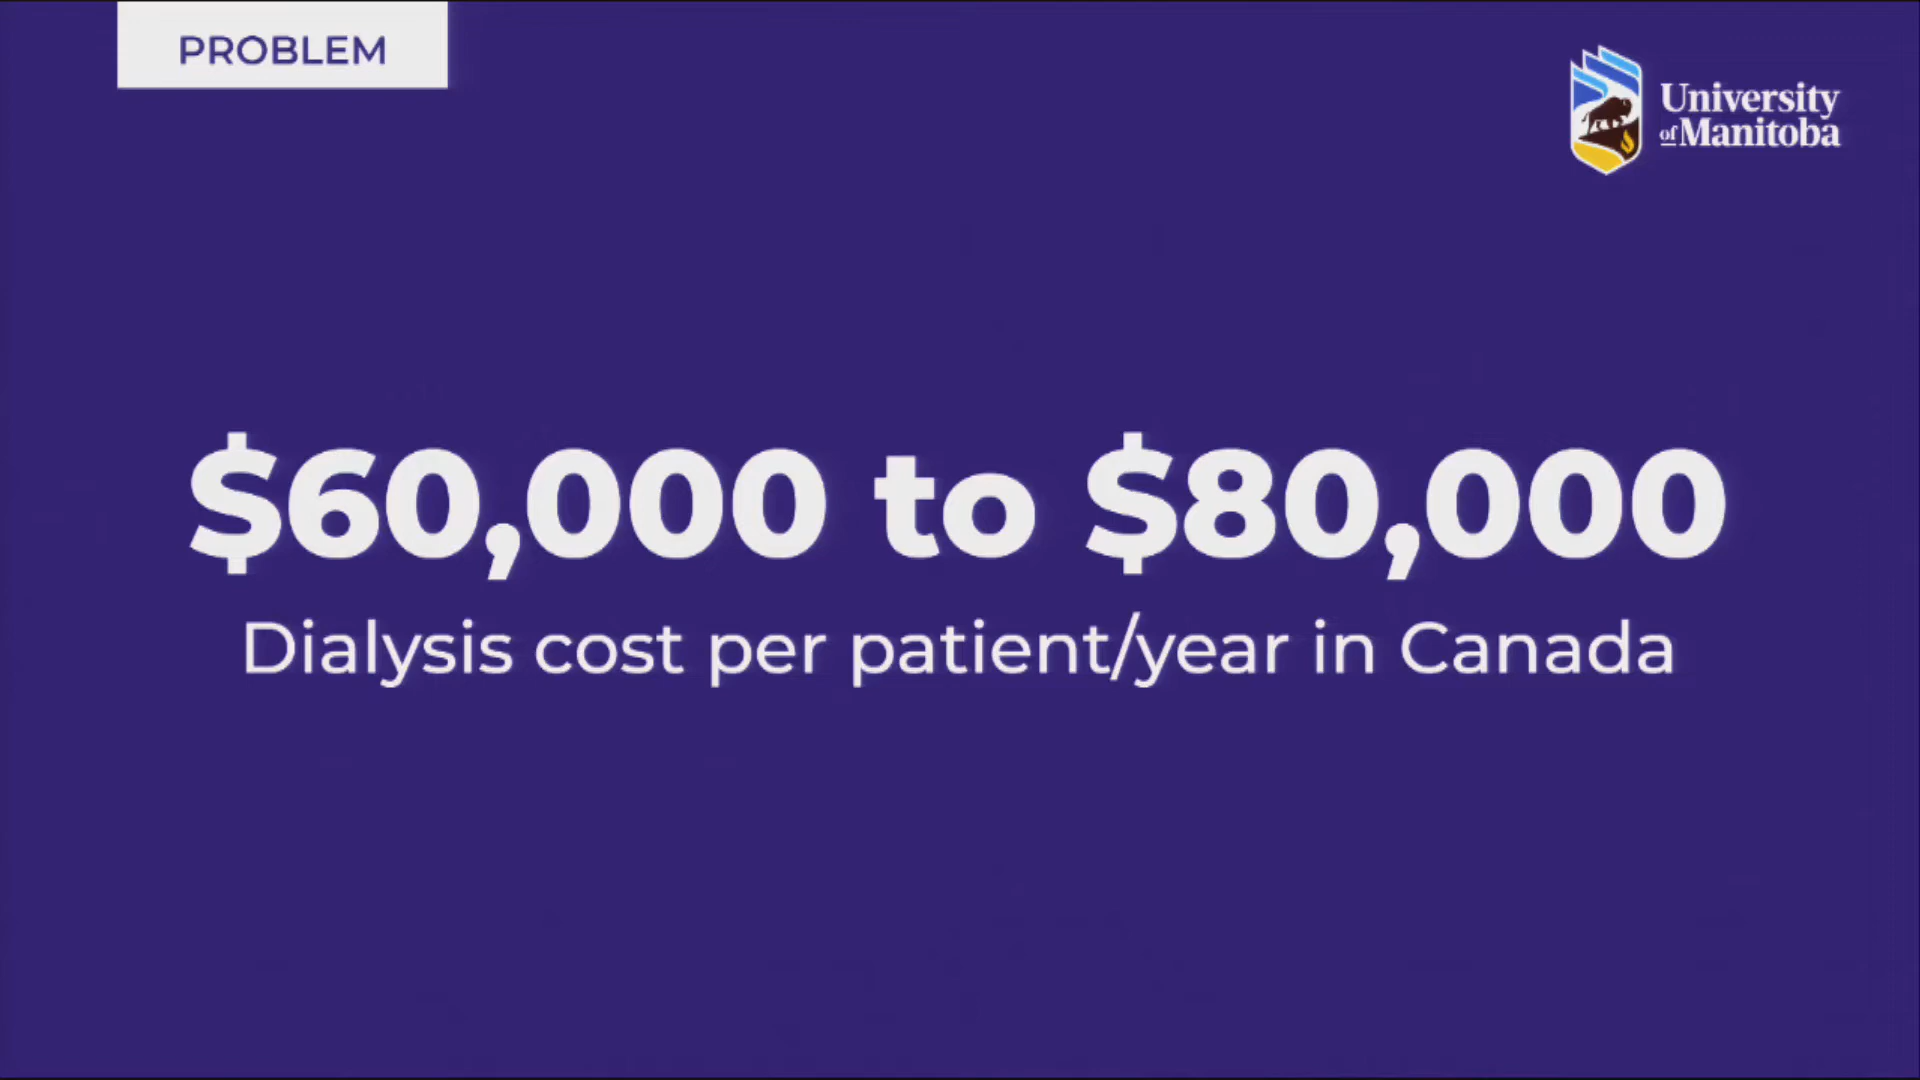 PROBLEM
University
of Manitoba
$60,000 to $80,000
Dialysis cost per patient/year in Canada